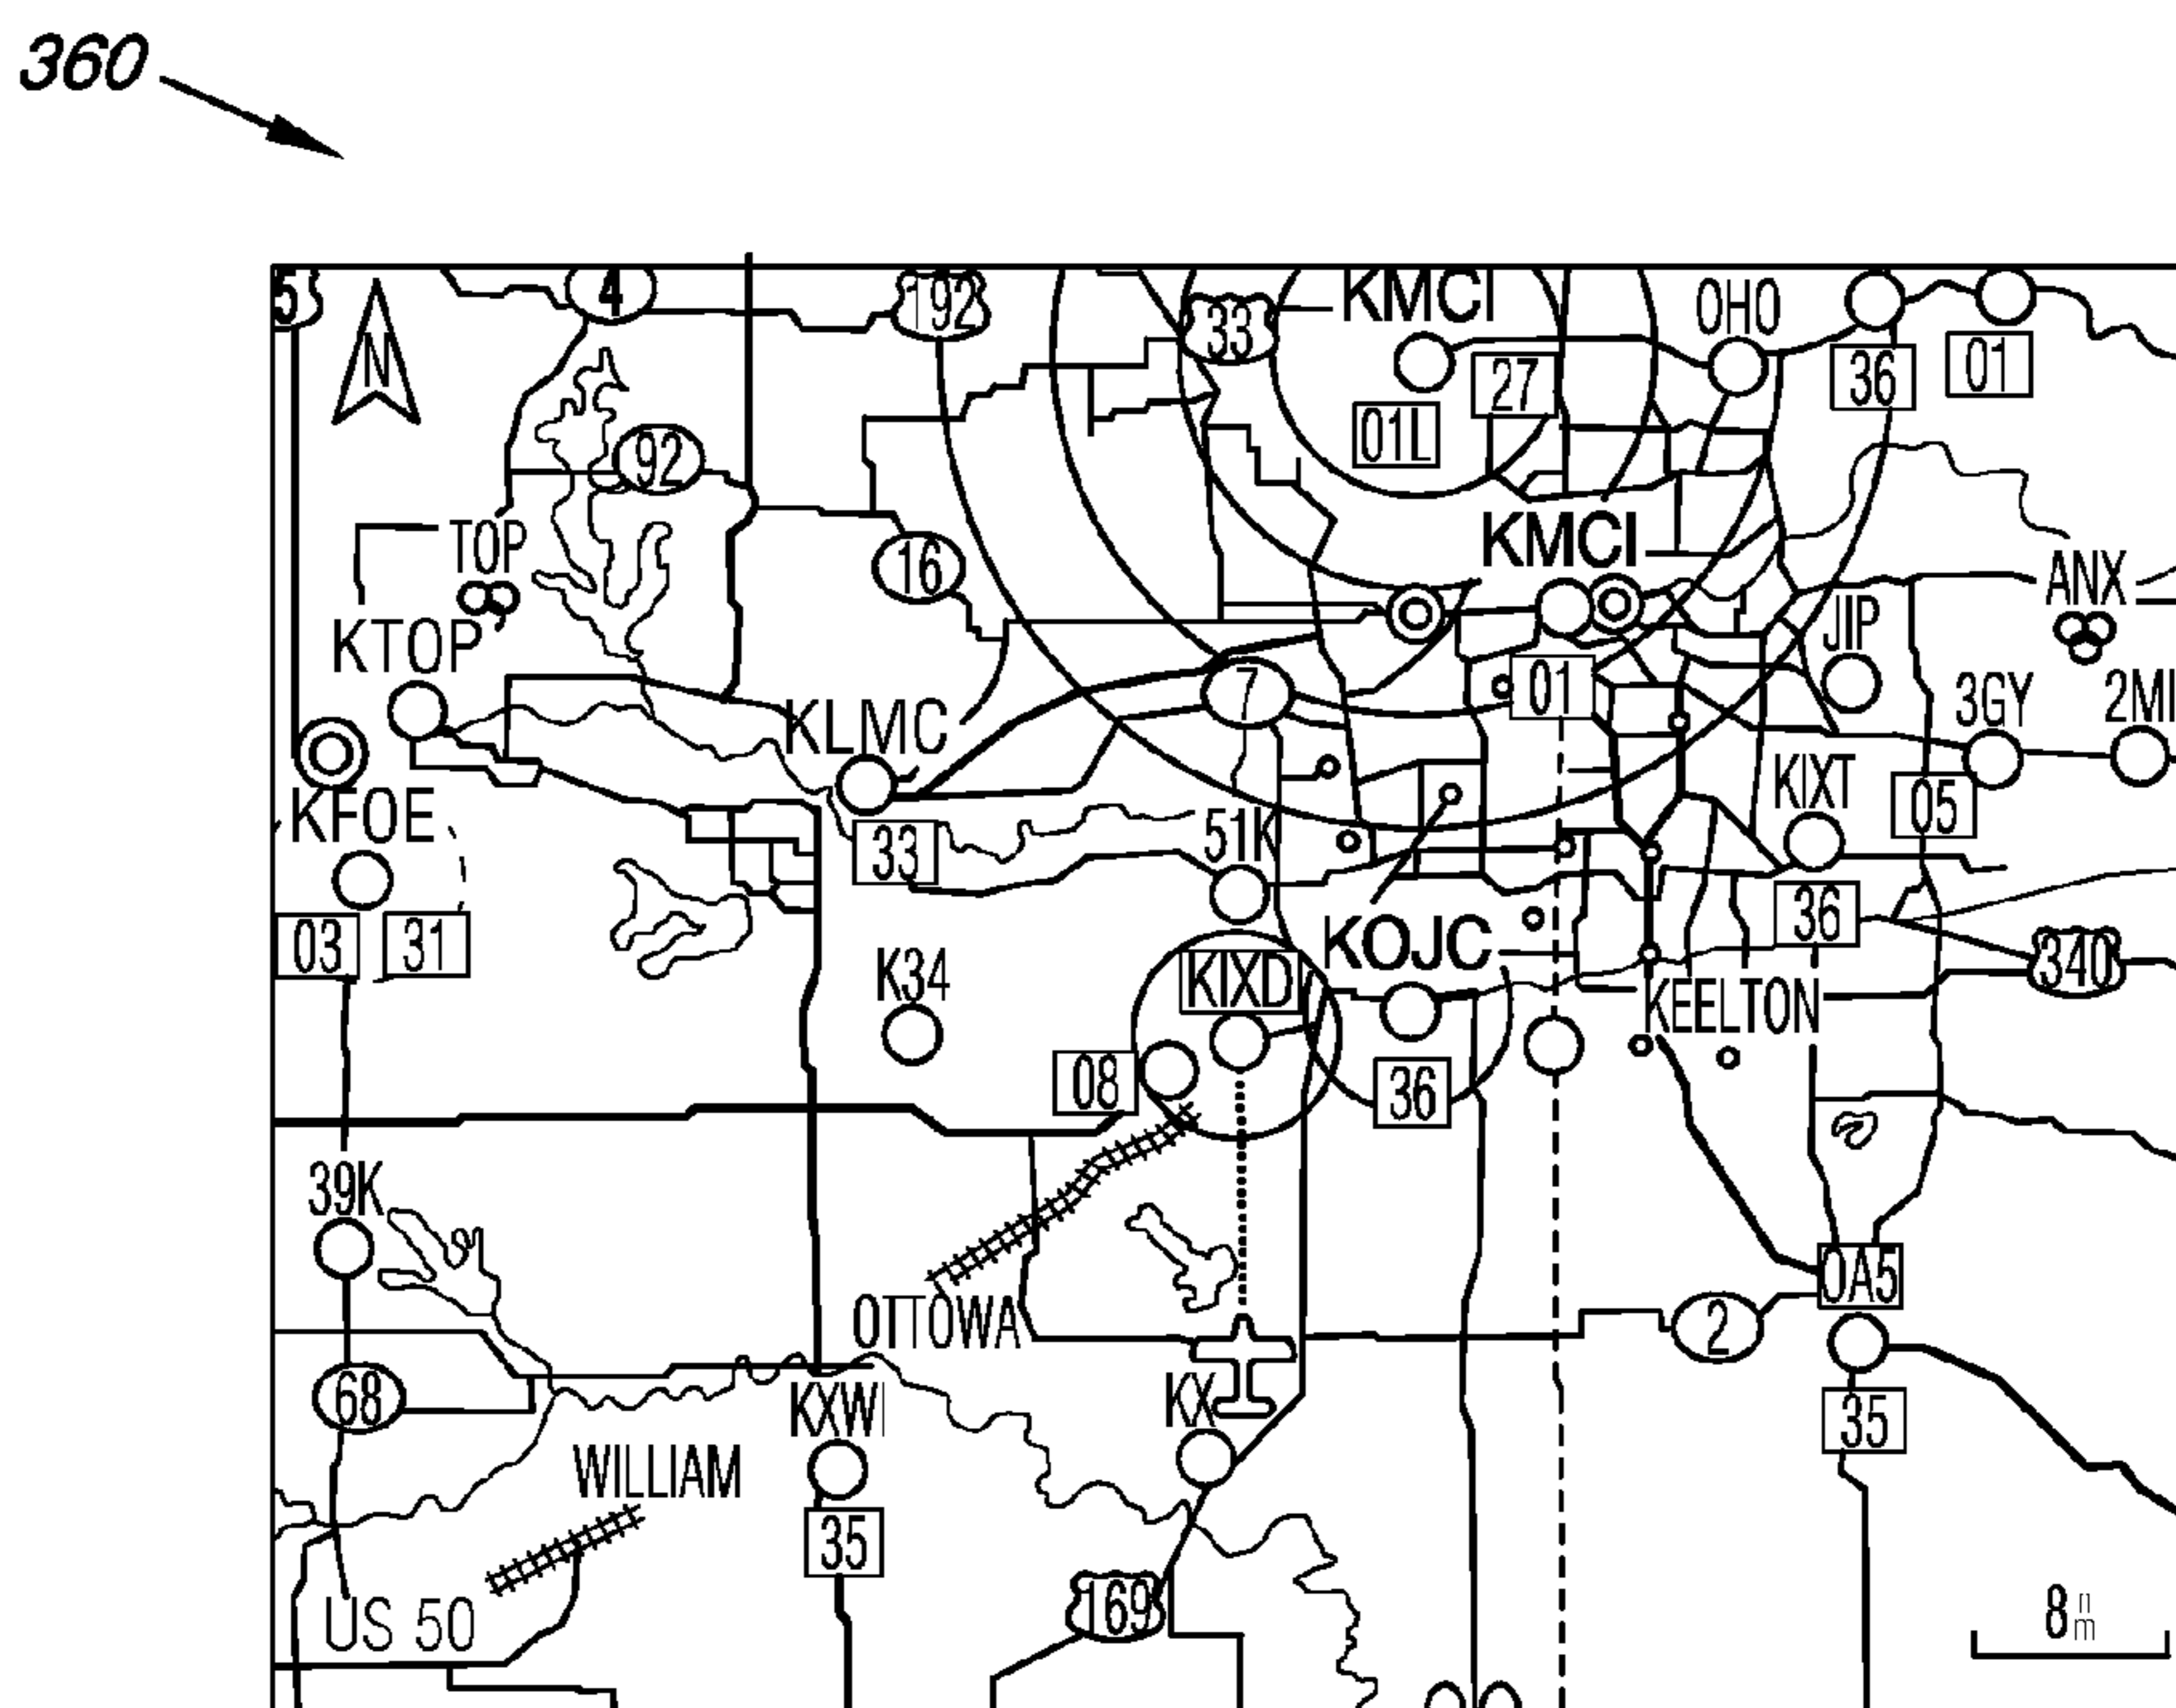 360
5
4
192
33
KMCI
OHO
N
27
36
01
01L
92
TOP
16
KMCI
ANX
JIP
KTOP
7
01
3GY
2MI
KLMC
KIXT
KFOE
33
51K
05
03
31
K34
KIXD
KOJC
36
340
KEELTON
08
36
39K
OA5
OTTOWA
2
68
KXWI
KX
35
WILLIAM
35
US 50
169
8 nm